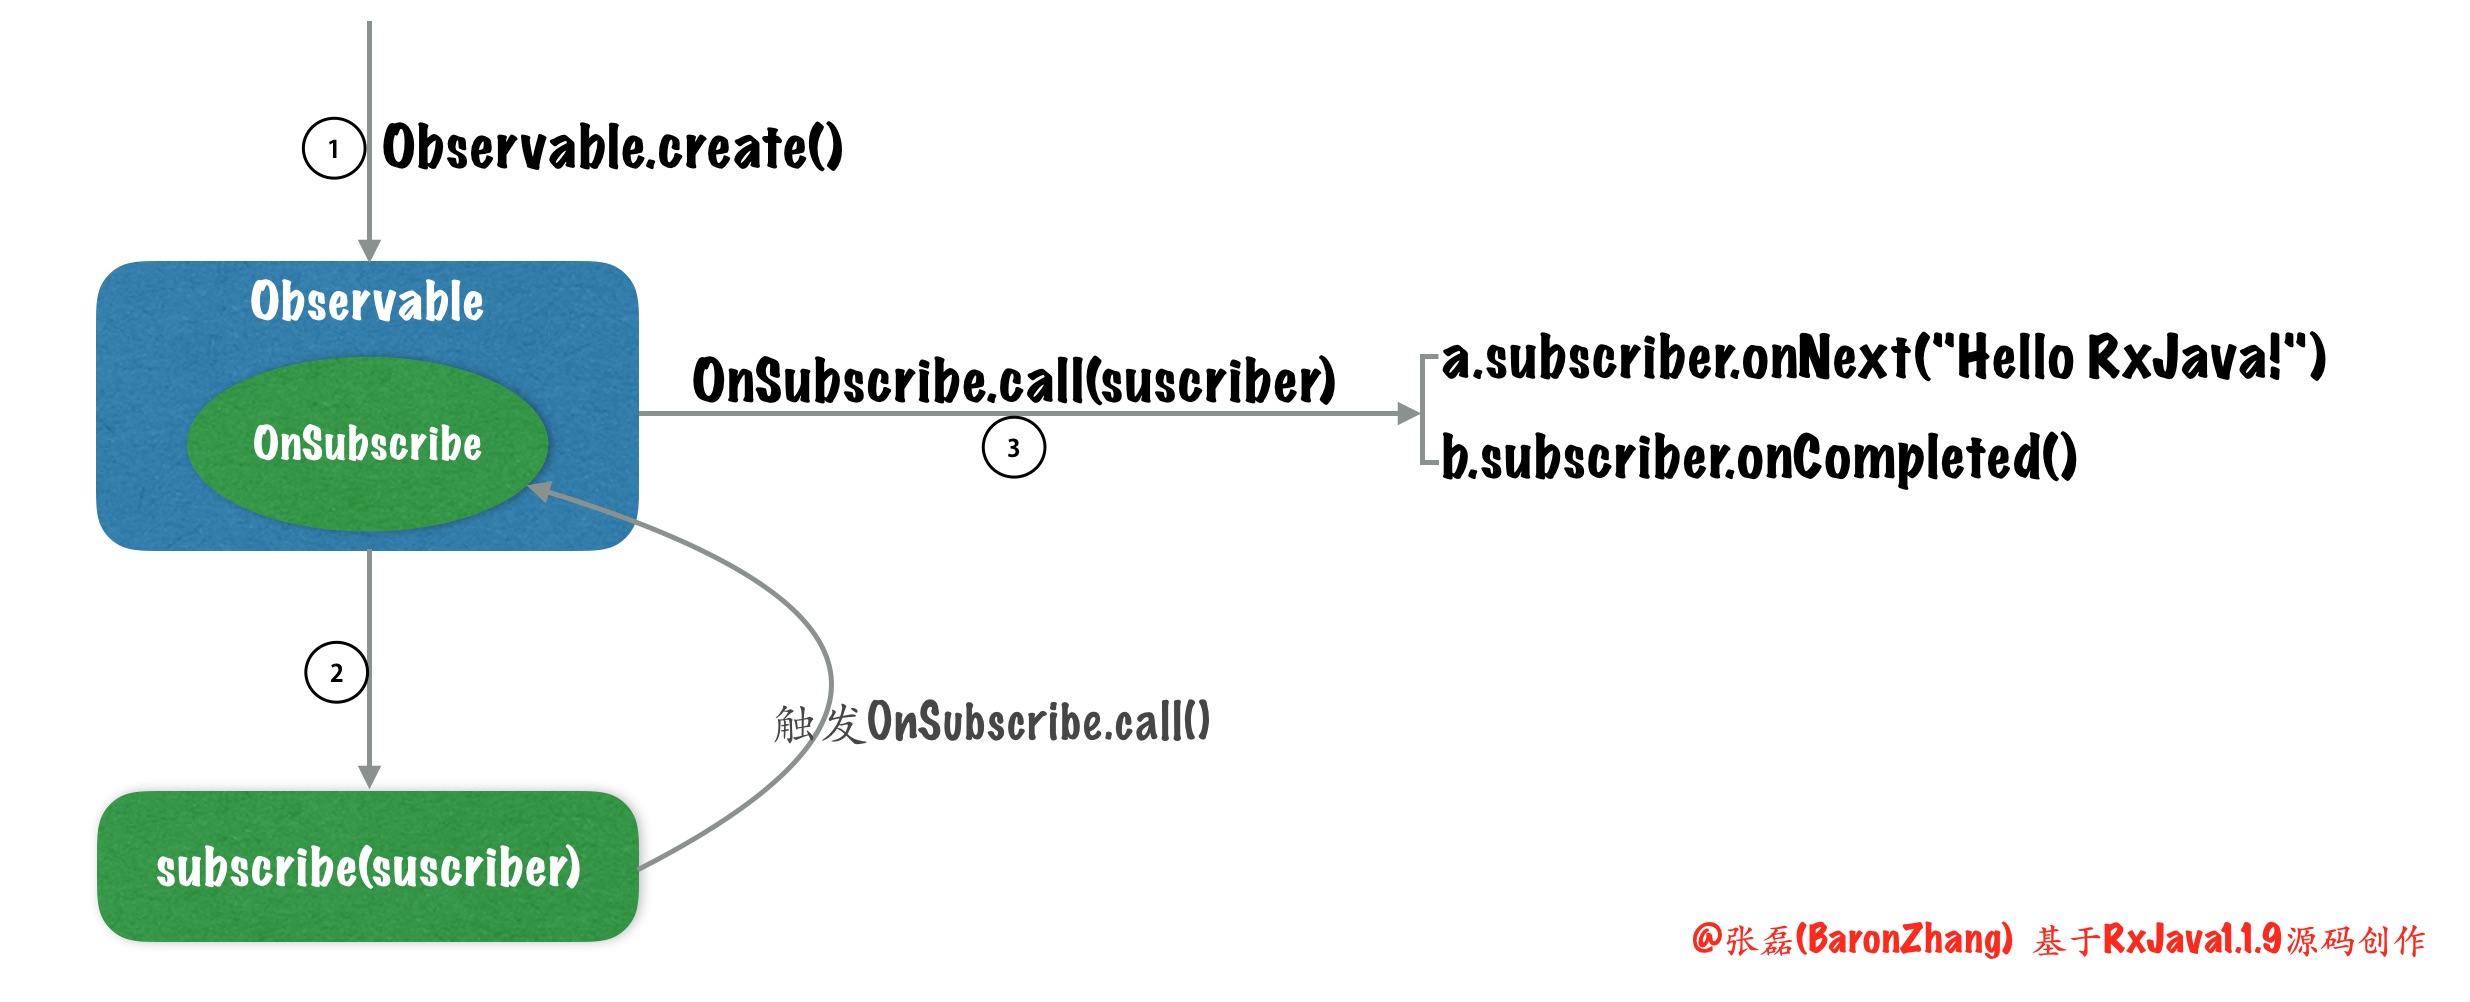 1
Observable.create()
Observable
OnSubscribe
OnSubscribe.call(suscriber)
3
a.subscriber.onNext("Hello RxJava!")
b.subscriber.onCompleted()
2
触发OnSubscribe.call()
subscribe(suscriber)
@张磊(BaronZhang) 基于RxJava1.1.9源码创作